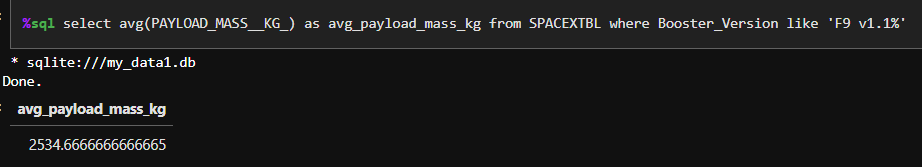 %sql select avg(PAYLOAD_MASS__KG_) as avg_payload_mass_kg from SPACEXTBL where Booster_Version like 'F9 v1.1%'
* sqlite:///my_data1.db
Done.
avg_payload_mass_kg
2534.6666666666665